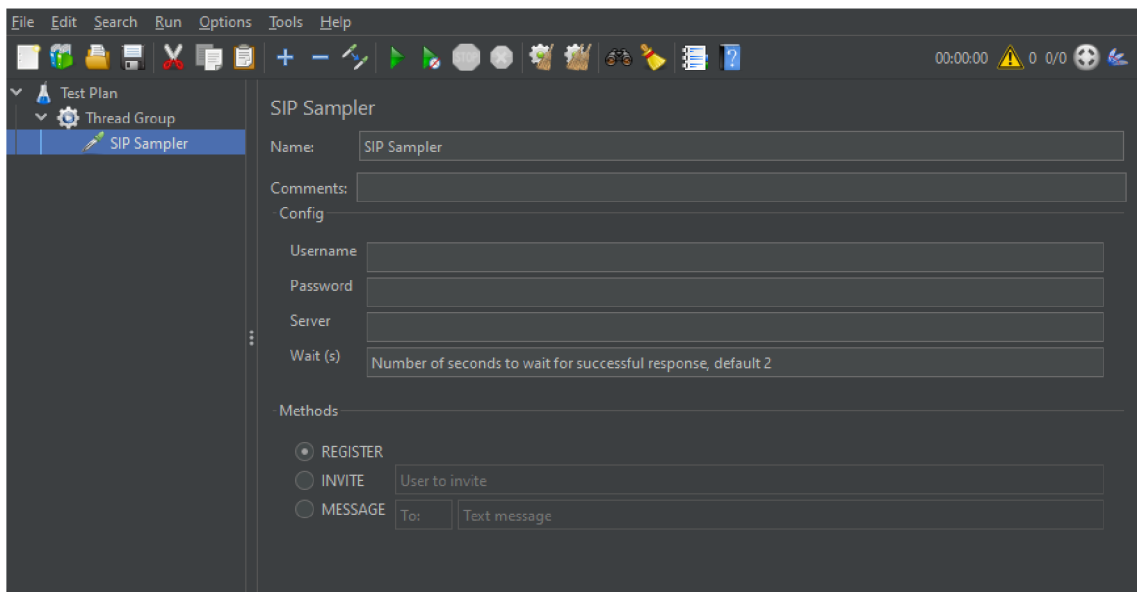 File Edit Search Run Options Tools Help
STOP
00:00:00 0 0/0
Test Plan
Thread Group
SIP Sampler
SIP Sampler
Name: SIP Sampler
Comments:
Config
Username
Password
Server
Wait (s) Number of seconds to wait for successful response, default 2
Methods
REGISTER
INVITE User to invite
MESSAGE To: Text message